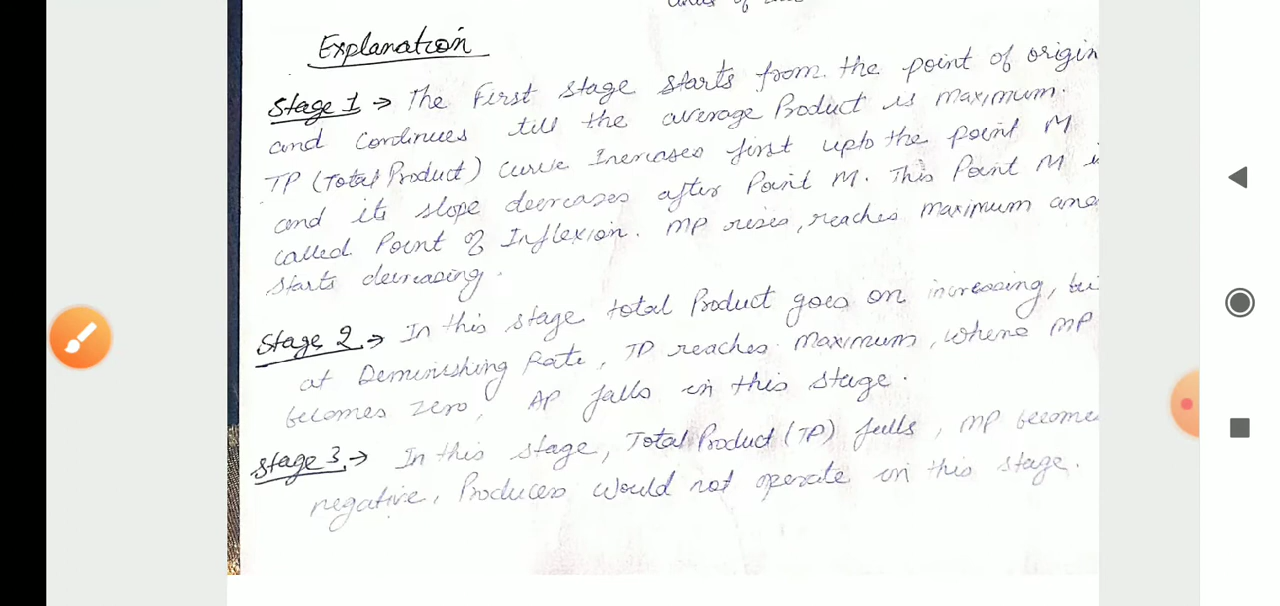 Explanation
Stage 1 → The First stage starts from the point of origin
and continues till the average Product is maximum.
TP (Total Product) curve Increases first upto the point M
and its slope decreases after Point M. This Point M
called Point of Inflexion. MP rises, reaches maximum and
starts decreasing.
Stage 2 → In this stage total Product goes on increasing,
at Deminishing Rate, TP reaches maximum, where MP
becomes zero, AP falls in this stage.
Stage 3 → In this stage, Total Product (TP) falls, MP become
negative, Producers would not operate in this stage.